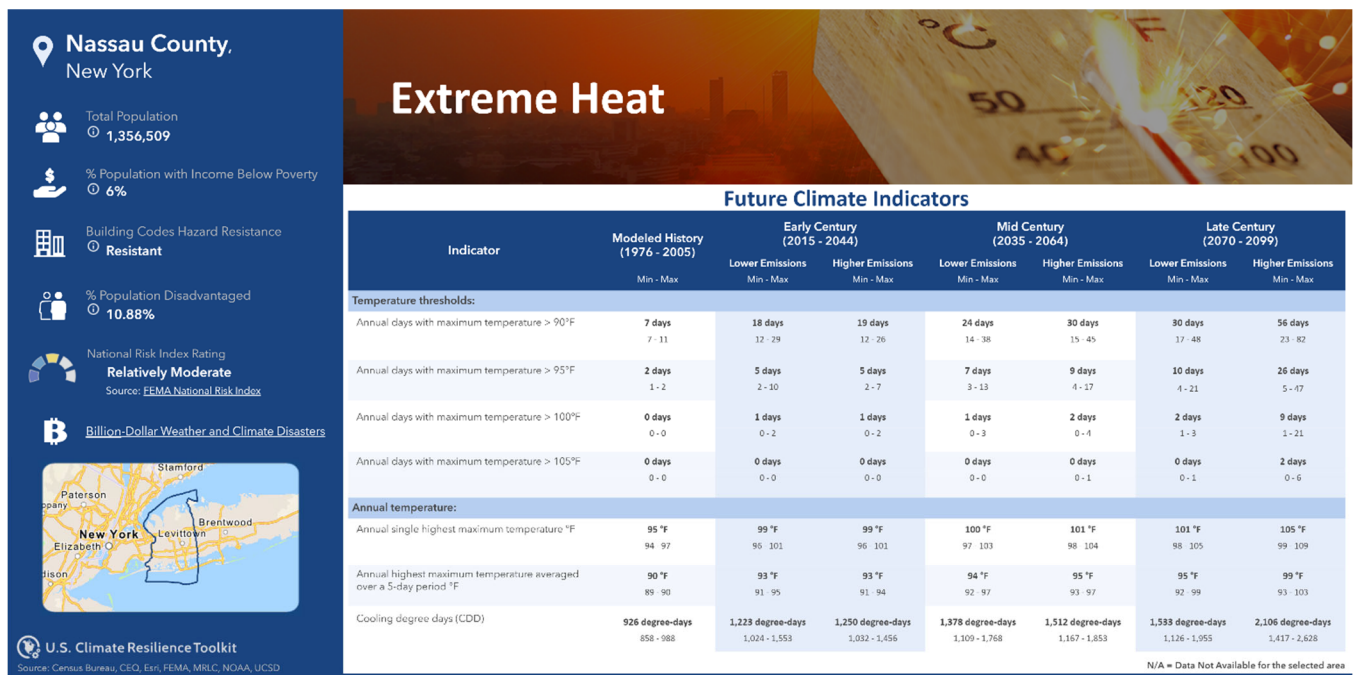 Nassau County,
New York
Total Population
1,356,509
% Population with Income Below Poverty
6%
Building Codes Hazard Resistance
Resistant
% Population Disadvantaged
10.88%
National Risk Index Rating
Relatively Moderate
Source: FEMA National Risk Index
Billion-Dollar Weather and Climate Disasters
Stamford
Paterson
pany
Brentwood
New York
Levittown
Elizabeth
dison
U.S. Climate Resilience Toolkit
Source: Census Bureau, CEQ, Esri, FEMA, MRLC, NOAA, UCSD
Extreme Heat
°C °F
50 120
40 100
Future Climate Indicators
Indicator
Modeled History
(1976 - 2005)
Min - Max
Early Century
(2015 - 2044)
Lower Emissions Higher Emissions
Min - Max Min - Max
Mid Century
(2035 - 2064)
Lower Emissions Higher Emissions
Min - Max Min - Max
Late Century
(2070 - 2099)
Lower Emissions Higher Emissions
Min - Max Min - Max
Temperature thresholds:
Annual days with maximum temperature > 90°F 7 days 18 days 19 days 24 days 30 days 30 days 56 days
7 - 11 12 - 29 12 - 26 14 - 38 15 - 45 17 - 48 23 - 82
Annual days with maximum temperature > 95°F 2 days 5 days 5 days 7 days 9 days 10 days 26 days
1 - 2 2 - 10 2 - 7 3 - 13 4 - 17 4 - 21 5 - 47
Annual days with maximum temperature > 100°F 0 days 1 days 1 days 1 days 2 days 2 days 9 days
0 - 0 0 - 2 0 - 2 0 - 3 0 - 4 1 - 3 1 - 21
Annual days with maximum temperature > 105°F 0 days 0 days 0 days 0 days 0 days 0 days 2 days
0 - 0 0 - 0 0 - 0 0 - 0 0 - 1 0 - 1 0 - 6
Annual temperature:
Annual single highest maximum temperature °F 95 °F 99 °F 99 °F 100 °F 101 °F 101 °F 105 °F
94 - 97 96 - 101 96 - 101 97 - 103 98 - 104 98 - 105 99 - 109
Annual highest maximum temperature averaged
over a 5-day period °F 90 °F 93 °F 93 °F 94 °F 95 °F 95 °F 99 °F
89 - 90 91 - 95 91 - 94 92 - 97 93 - 97 92 - 99 93 - 103
Cooling degree days (CDD) 926 degree-days 1,223 degree-days 1,250 degree-days 1,378 degree-days 1,512 degree-days 1,533 degree-days 2,106 degree-days
858 - 988 1,024 - 1,553 1,032 - 1,456 1,109 - 1,768 1,167 - 1,853 1,126 - 1,955 1,417 - 2,628
N/A = Data Not Available for the selected area